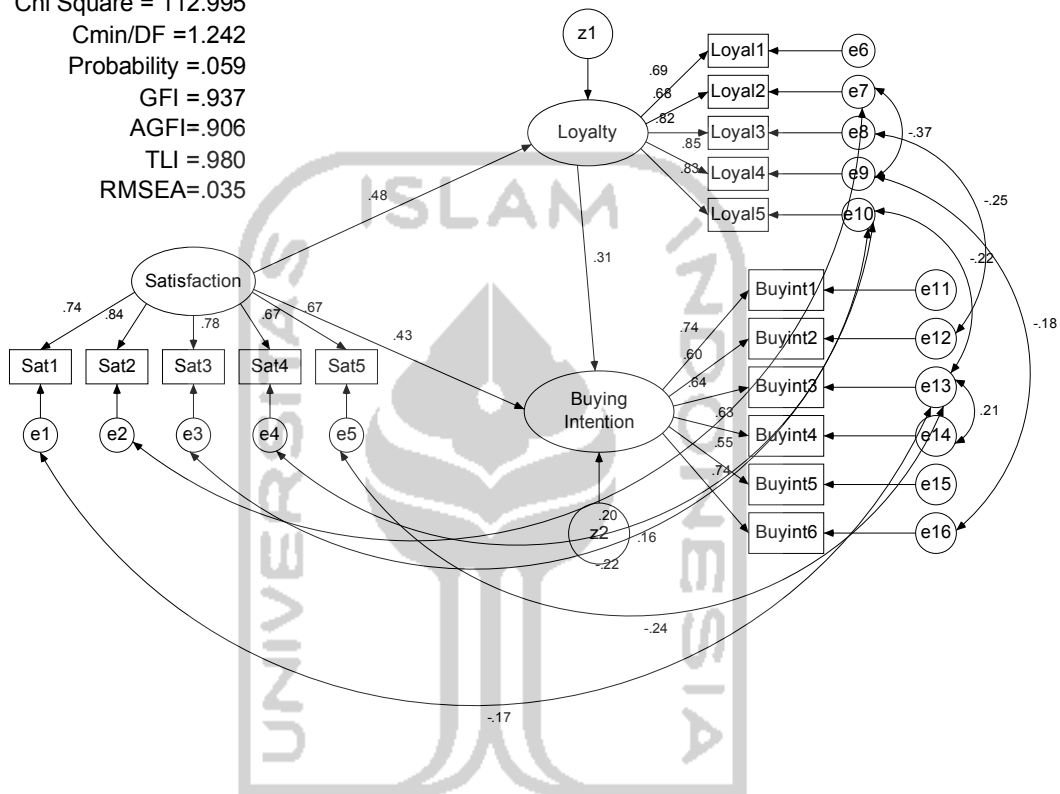 Chi Square = 112.995
Cmin/DF =1.242
Probability =.059
GFI =.937
AGFI=.906
TLI =.980
RMSEA=.035
z1
Loyalty
.69
.68
.82
.85
.83
Loyal1
Loyal2
Loyal3
Loyal4
Loyal5
e6
e7
e8
e9
e10
-.37
-.25
-.22
-.18
.48
.31
Satisfaction
.74
.84
.78
.67
.67
.43
Sat1
Sat2
Sat3
Sat4
Sat5
e1
e2
e3
e4
e5
Buying
Intention
.74
.60
.64
.63
.55
.74
Buyint1
Buyint2
Buyint3
Buyint4
Buyint5
Buyint6
e11
e12
e13
e14
e15
e16
.21
z2
.20
.16
-.22
-.24
-.17
UNIVERSITAS
ISLAM
INDONESIA